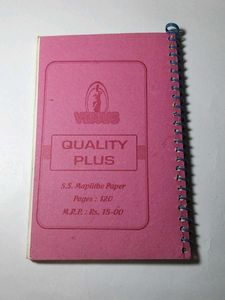 VENUS
QUALITY
PLUS
S.S. Maplitho Paper
Pages : 120
M.R.P. : Rs. 15-00